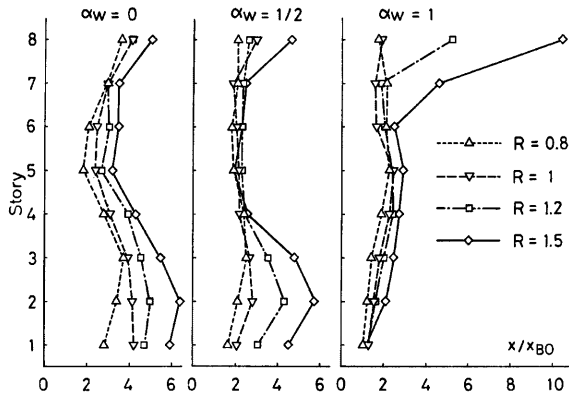 αw = 0
αw = 1/2
αw = 1
Story
8
7
6
5
4
3
2
1
R = 0.8
R = 1
R = 1.2
R = 1.5
x/xBO
0 2 4 6
0 2 4 6
0 2 4 6 8 10